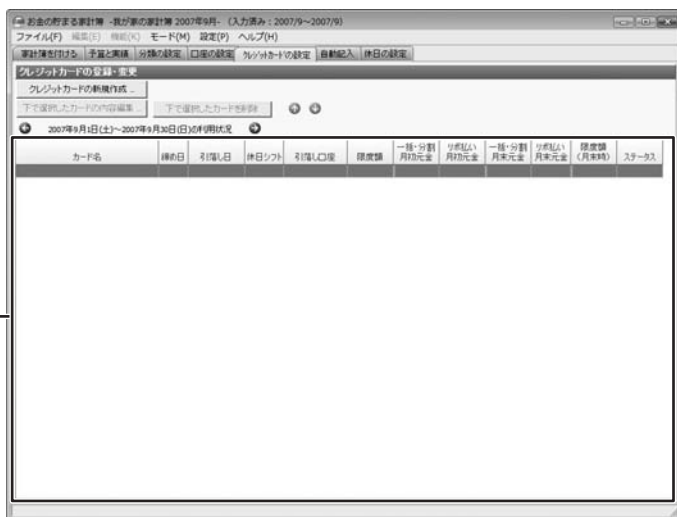 お金の貯まる家計簿 -我が家の家計簿 2007年9月- (入力済み：2007/9～2007/9)
ファイル(F) 編集(E) 機能(K) モード(M) 設定(P) ヘルプ(H)
家計簿を付ける 予算と実績 分類の設定 口座の設定 クレジットカードの設定 自動記入 休日の設定
クレジットカードの登録・変更
クレジットカードの新規作成 ...
下で選択したカードの内容編集 ... 下で選択したカードを削除
2007年9月1日(土)～2007年9月30日(日)の利用状況
カード名 締め日 引落し日 休日シフト 引落し口座 限度額 一括・分割 月初元金 リボ払い 月初元金 一括・分割 月末元金 リボ払い 月末元金 限度額 (月末時) ステータス